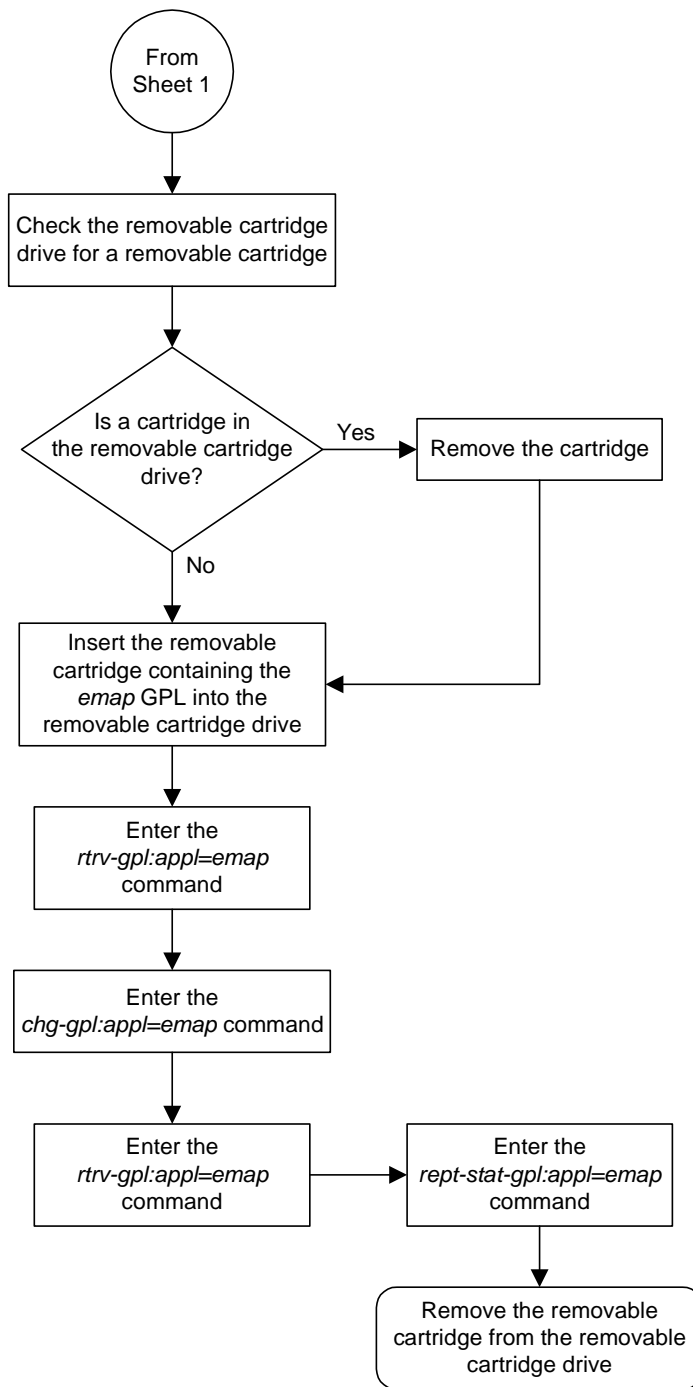 From
Sheet 1
Check the removable cartridge
drive for a removable cartridge
Is a cartridge in
the removable cartridge
drive?
Yes
Remove the cartridge
No
Insert the removable
cartridge containing the
emap GPL into the
removable cartridge drive
Enter the
rtrv-gpl:appl=emap
command
Enter the
chg-gpl:appl=emap command
Enter the
rtrv-gpl:appl=emap
command
Enter the
rept-stat-gpl:appl=emap
command
Remove the removable
cartridge from the removable
cartridge drive